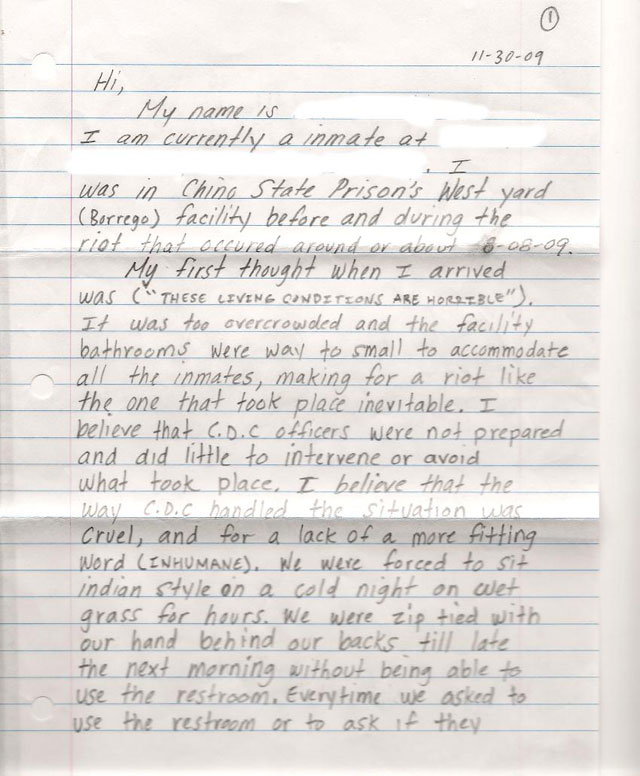 1
11-30-09
Hi,
My name is
I am currently a inmate at
. I
was in Chino State Prison's West yard
(Borrego) facility before and during the
riot that occured around or about 8-08-09.
My first thought when I arrived
was ("THESE LIVING CONDITIONS ARE HORRIBLE").
It was too overcrowded and the facility
bathrooms were way to small to accommodate
all the inmates, making for a riot like
the one that took place inevitable. I
believe that C.D.C officers were not prepared
and did little to intervene or avoid
what took place. I believe that the
way C.D.C handled the situation was
Cruel, and for a lack of a more fitting
word (INHUMANE). We were forced to sit
indian style on a cold night on wet
grass for hours. We were zip tied with
our hand behind our backs till late
the next morning without being able to
use the restroom. Everytime we asked to
use the restroom or to ask if they